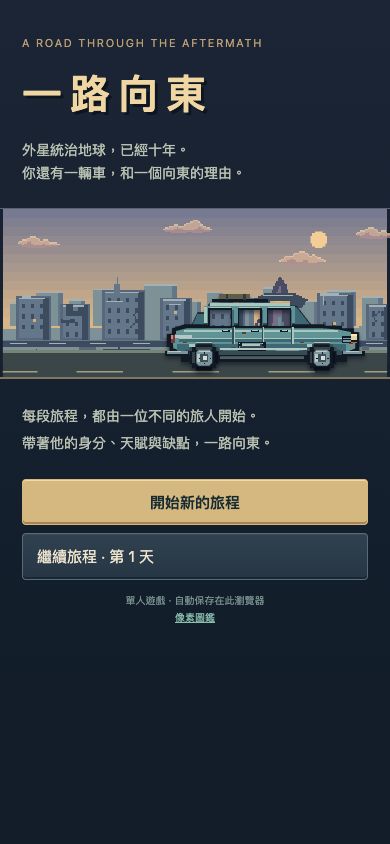 A ROAD THROUGH THE AFTERMATH
一路向東
外星統治地球，已經十年。
你還有一輛車，和一個向東的理由。
每段旅程，都由一位不同的旅人開始。
帶著他的身分、天賦與缺點，一路向東。
開始新的旅程
繼續旅程 · 第 1 天
單人遊戲 · 自動保存在此瀏覽器
像素圖鑑